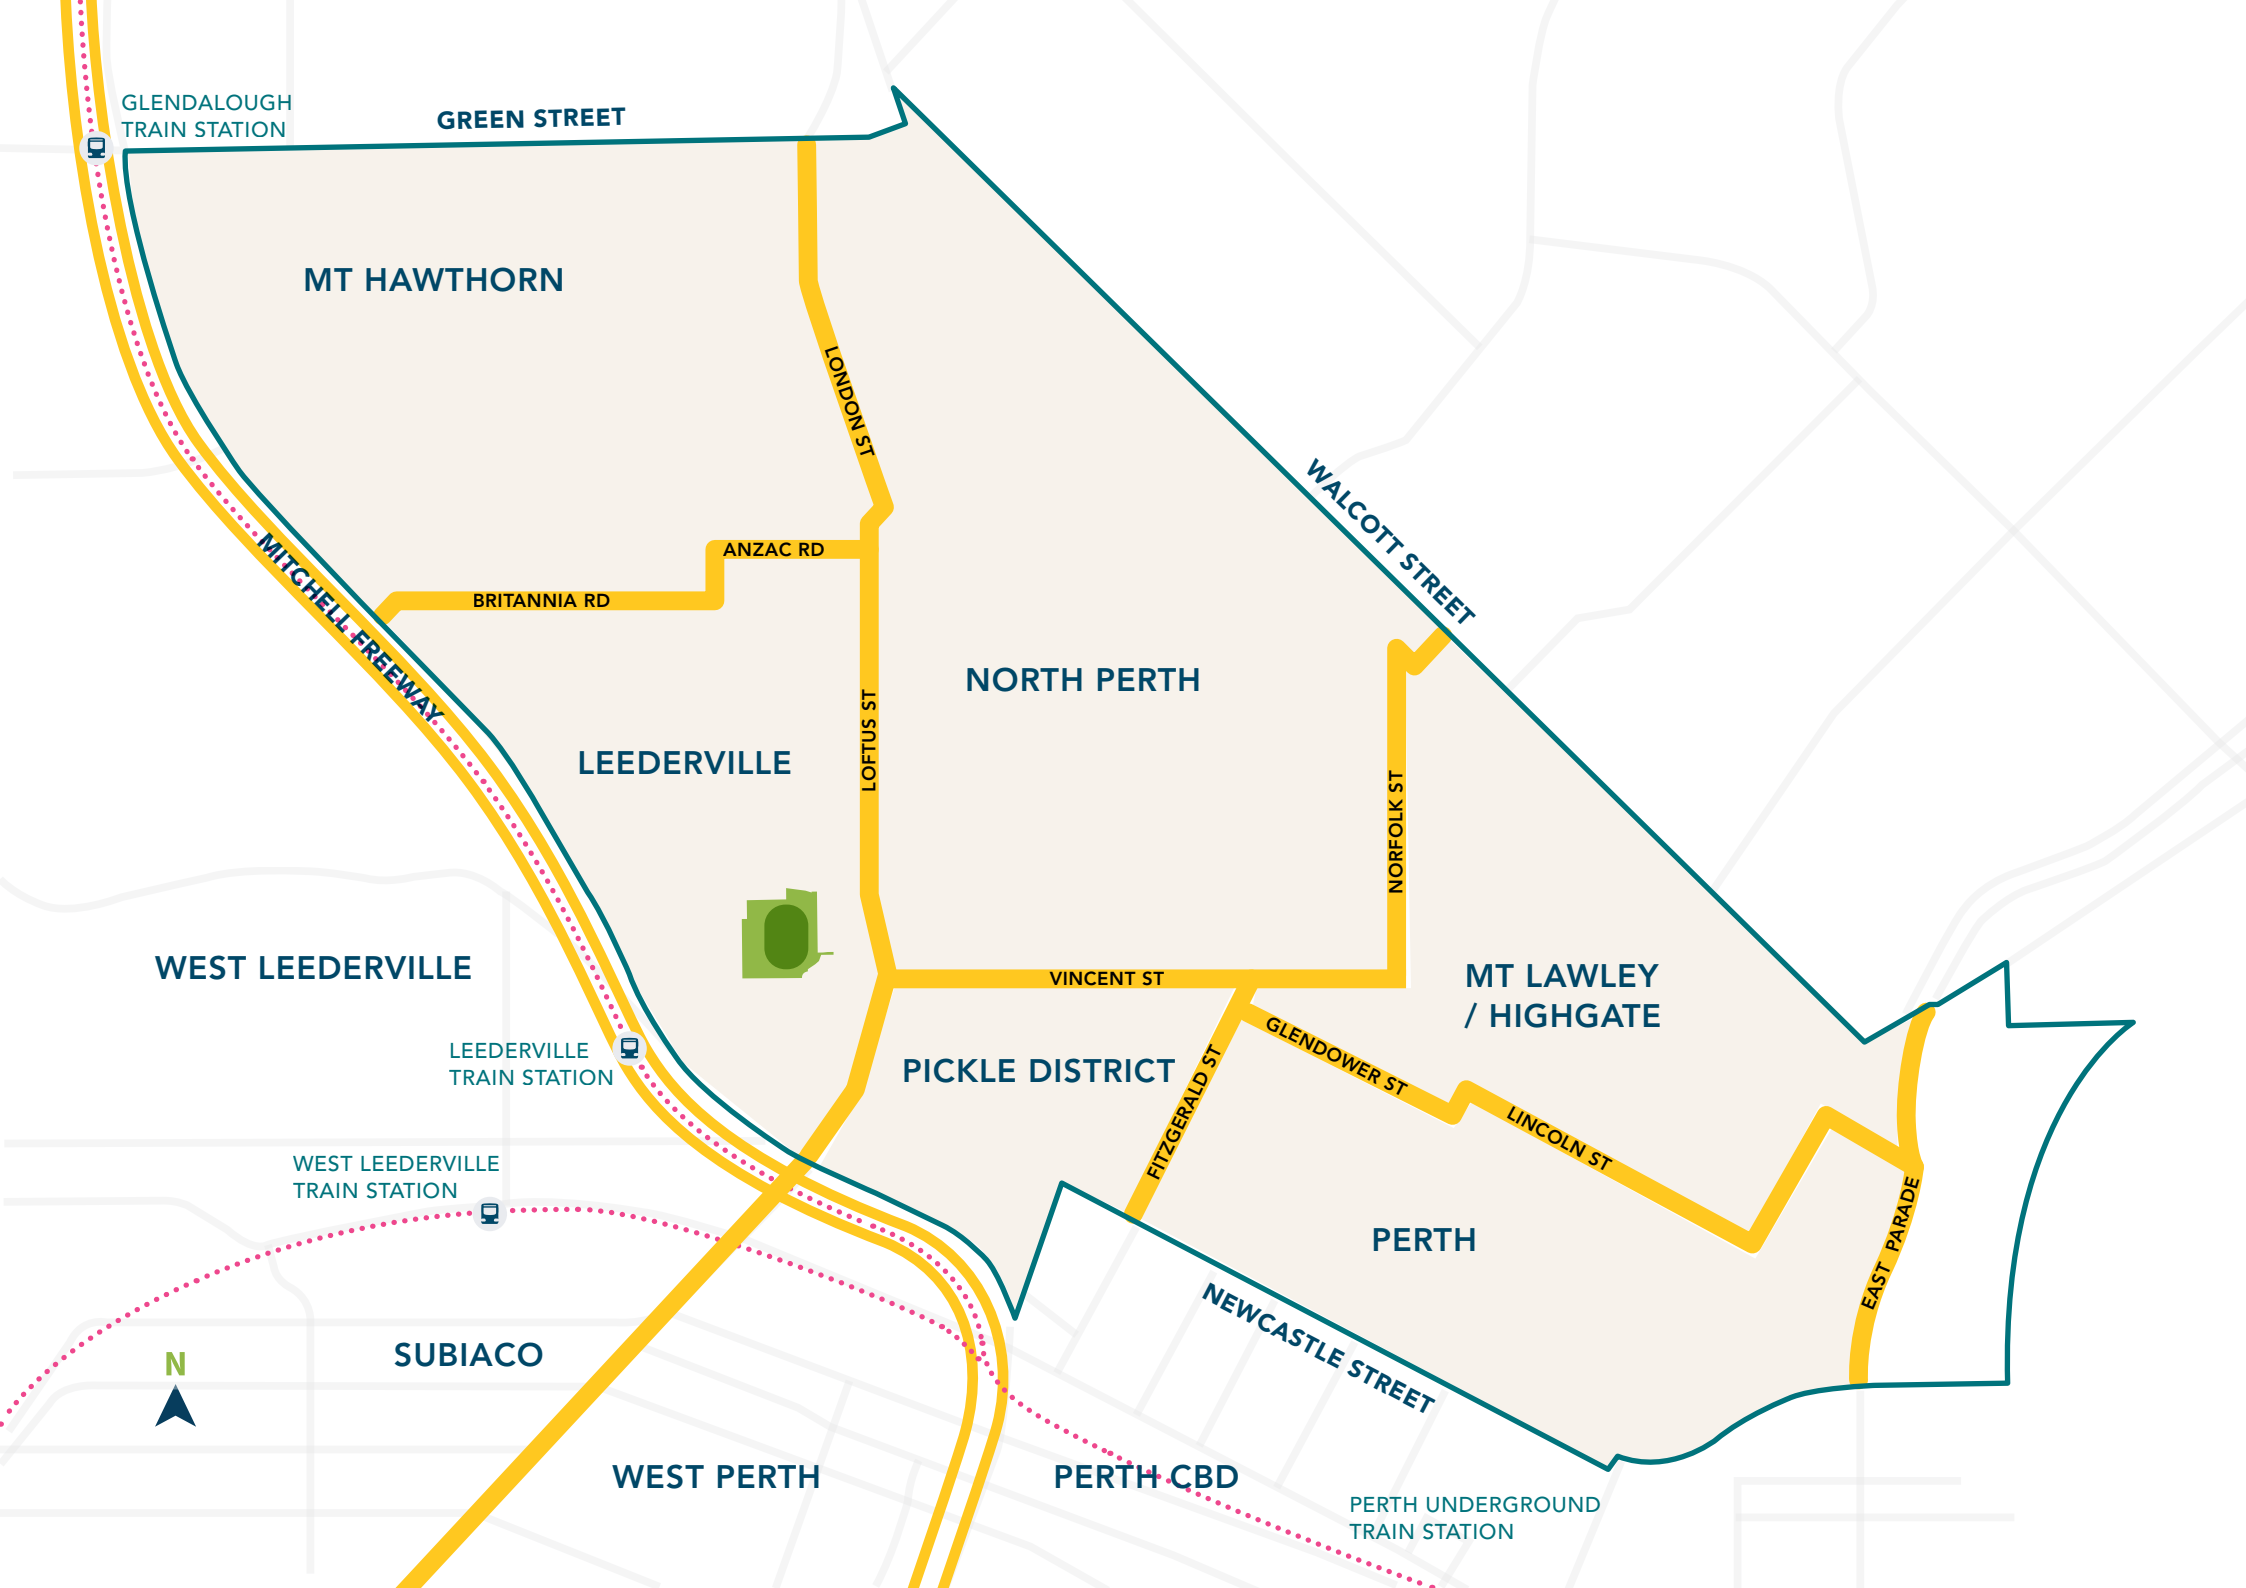 GLENDALOUGH
TRAIN STATION
GREEN STREET
MT HAWTHORN
LONDON ST
WALCOTT STREET
MITCHELL FREEWAY
ANZAC RD
BRITANNIA RD
NORTH PERTH
LOFTUS ST
LEEDERVILLE
NORFOLK ST
WEST LEEDERVILLE
VINCENT ST
MT LAWLEY
/ HIGHGATE
LEEDERVILLE
TRAIN STATION
PICKLE DISTRICT
GLENDOWER ST
FITZGERALD ST
LINCOLN ST
WEST LEEDERVILLE
TRAIN STATION
EAST PARADE
PERTH
NEWCASTLE STREET
SUBIACO
N
WEST PERTH
PERTH CBD
PERTH UNDERGROUND
TRAIN STATION